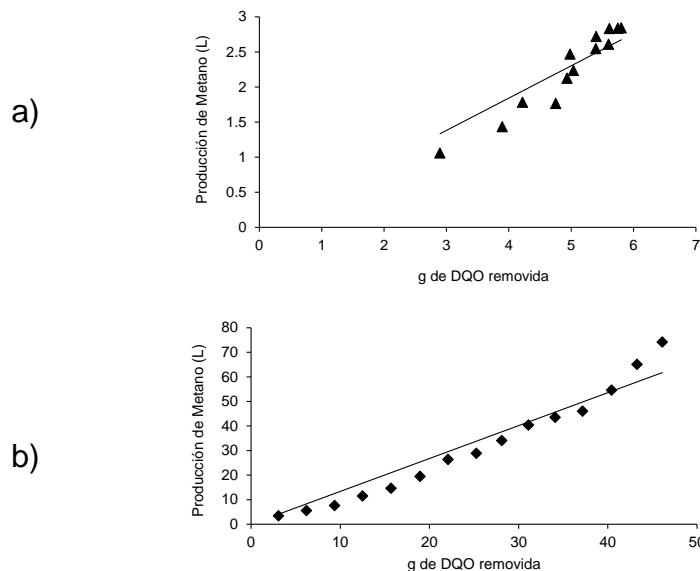 a)
Producción de Metano (L)
3
2.5
2
1.5
1
0.5
0
0 1 2 3 4 5 6 7
g de DQO removida
b)
Producción de Metano (L)
80
70
60
50
40
30
20
10
0
0 10 20 30 40 50
g de DQO removida